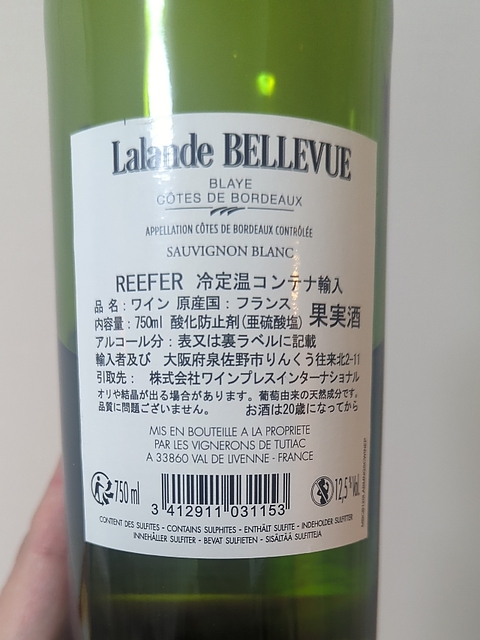 Lalande BELLEVUE
BLAYE
CÔTES DE BORDEAUX
APPELLATION CÔTES DE BORDEAUX CONTRÔLÉE
SAUVIGNON BLANC
REEFER 冷定温コンテナ輸入
品 名：ワイン 原産国：フランス
内容量：750ml 酸化防止剤(亜硫酸塩) 果実酒
アルコール分：表又は裏ラベルに記載
輸入者及び 大阪府泉佐野市りんくう往来北2-11
引取先： 株式会社ワインプレスインターナショナル
オリや結晶が出る場合があります。葡萄由来の天然成分です。
品質に問題ございません。 お酒は20歳になってから
MIS EN BOUTEILLE A LA PROPRIETE
PAR LES VIGNERONS DE TUTIAC
A 33860 VAL DE LIVENNE - FRANCE
750 ml
3 412911 031153
12,5 % Vol.
CONTENT DES SULFITES - CONTAINS SULPHITES - ENTHÄLT SULFITE - INDEHOLDER SULFITTER
INNEHÅLLER SULFITER - BEVAT SULFIETEN - SISÄLTÄÄ SULFIITTEJA